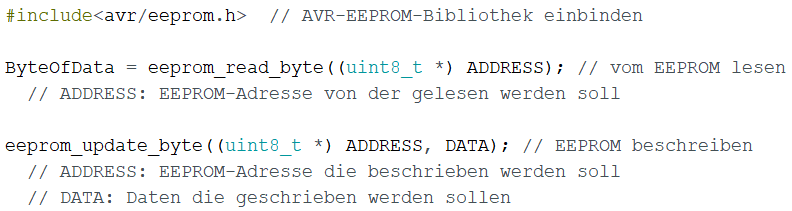 #include<avr/eeprom.h>  // AVR-EEPROM-Bibliothek einbinden
ByteOfData = eeprom_read_byte((uint8_t *) ADDRESS); // vom EEPROM lesen
// ADDRESS: EEPROM-Adresse von der gelesen werden soll
eeprom_update_byte((uint8_t *) ADDRESS, DATA); // EEPROM beschreiben
// ADDRESS: EEPROM-Adresse die beschrieben werden soll
// DATA: Daten die geschrieben werden sollen